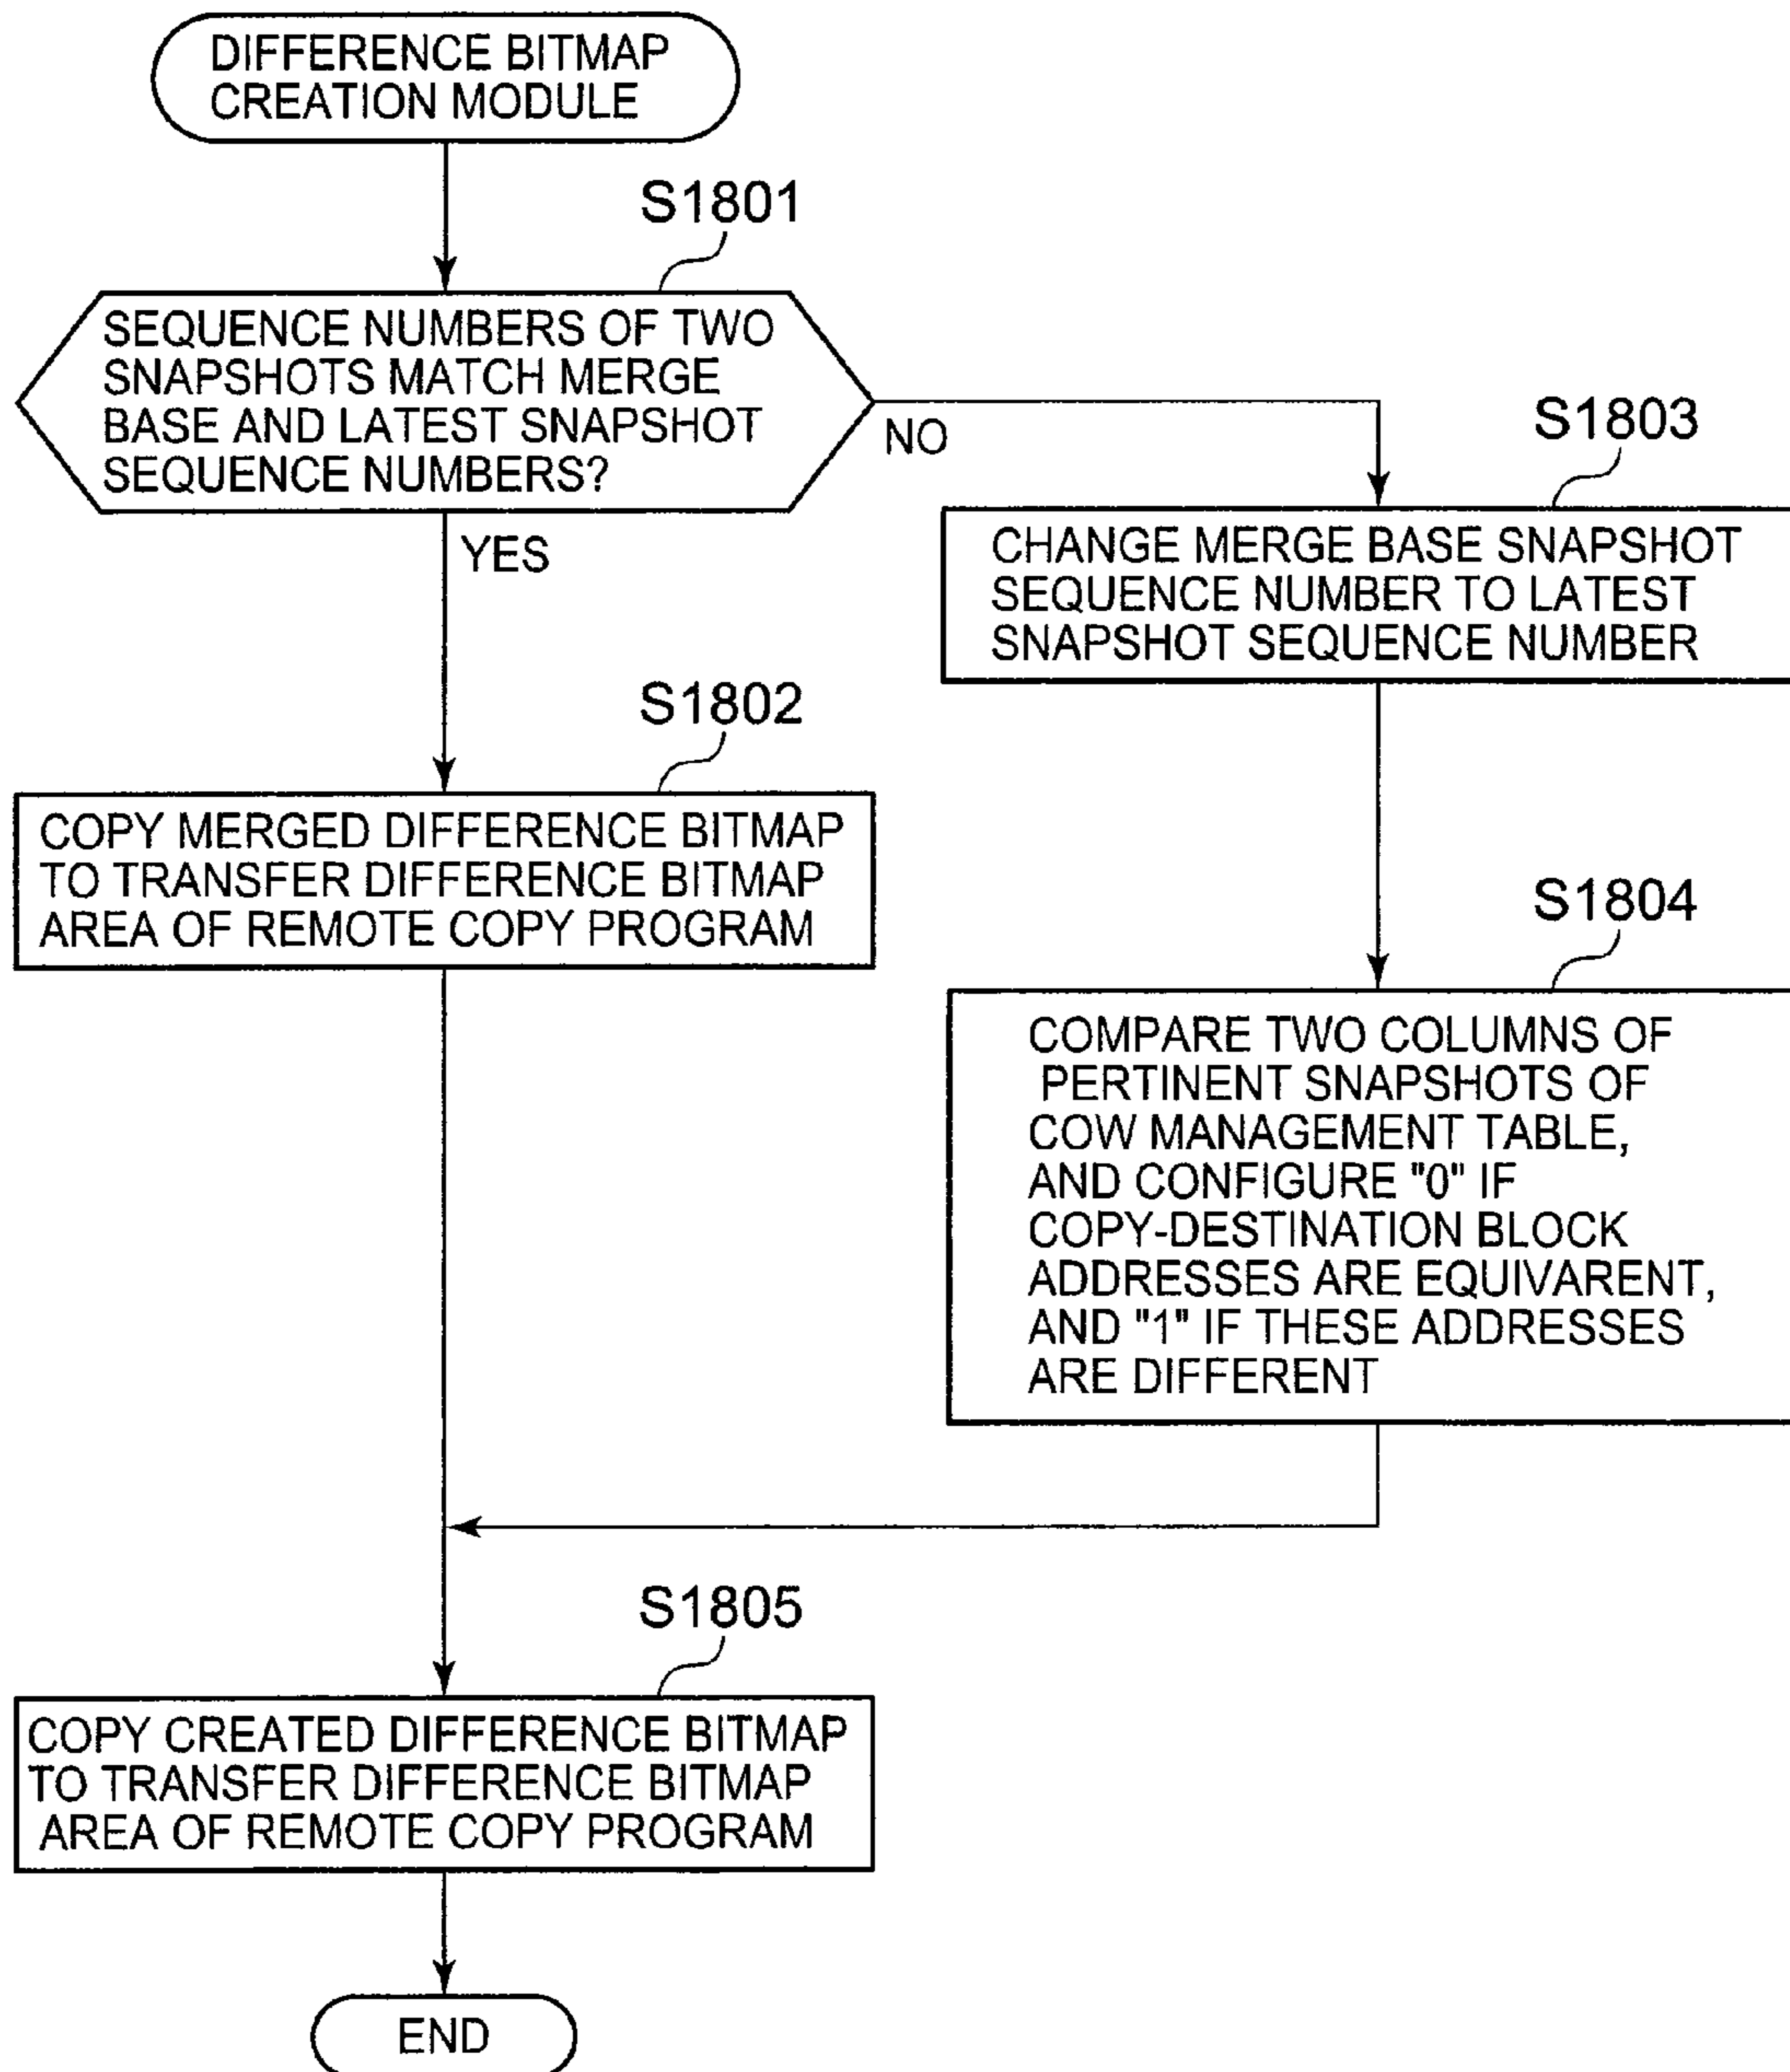 DIFFERENCE BITMAP
CREATION MODULE
S1801
SEQUENCE NUMBERS OF TWO
SNAPSHOTS MATCH MERGE
BASE AND LATEST SNAPSHOT
SEQUENCE NUMBERS?
NO
YES
S1803
CHANGE MERGE BASE SNAPSHOT
SEQUENCE NUMBER TO LATEST
SNAPSHOT SEQUENCE NUMBER
S1802
COPY MERGED DIFFERENCE BITMAP
TO TRANSFER DIFFERENCE BITMAP
AREA OF REMOTE COPY PROGRAM
S1804
COMPARE TWO COLUMNS OF
PERTINENT SNAPSHOTS OF
COW MANAGEMENT TABLE,
AND CONFIGURE "0" IF
COPY-DESTINATION BLOCK
ADDRESSES ARE EQUIVARENT,
AND "1" IF THESE ADDRESSES
ARE DIFFERENT
S1805
COPY CREATED DIFFERENCE BITMAP
TO TRANSFER DIFFERENCE BITMAP
AREA OF REMOTE COPY PROGRAM
END